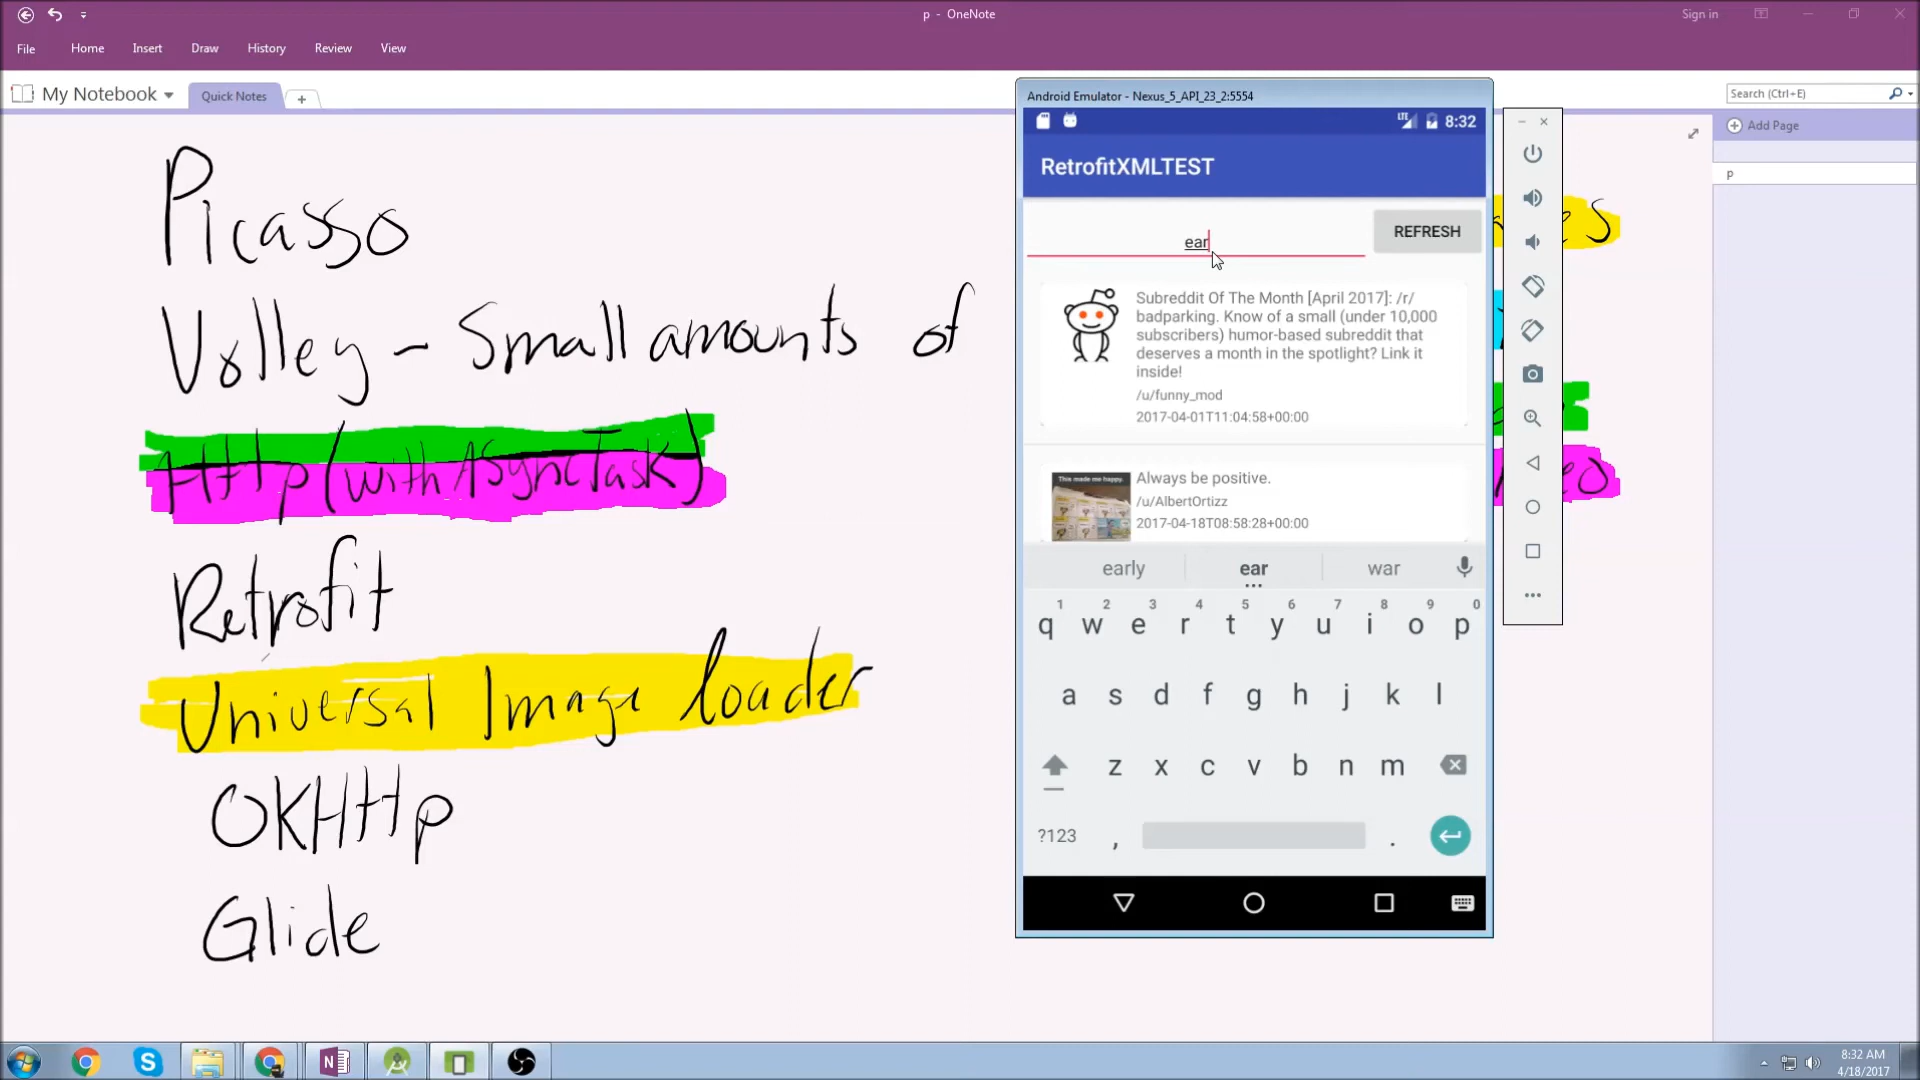 p - OneNote
Sign in
File Home Insert Draw History Review View
My Notebook
Quick Notes
Search (Ctrl+E)
Add Page
p
Picasso
Volley - Small amounts of
HttP (with ASyncTask)
Retrofit
Universal Image loader
OKHttp
Glide
Android Emulator - Nexus_5_API_23_2:5554
LTE
8:32
RetrofitXMLTEST
ear
REFRESH
Subreddit Of The Month [April 2017]: /r/
badparking. Know of a small (under 10,000
subscribers) humor-based subreddit that
deserves a month in the spotlight? Link it
inside!
/u/funny_mod
2017-04-01T11:04:58+00:00
This made me happy.
Always be positive.
/u/AlbertOrtizz
2017-04-18T08:58:28+00:00
early ear war
1 2 3 4 5 6 7 8 9 0
q w e r t y u i o p
a s d f g h j k l
z x c v b n m
?123 , .
8:32 AM
4/18/2017